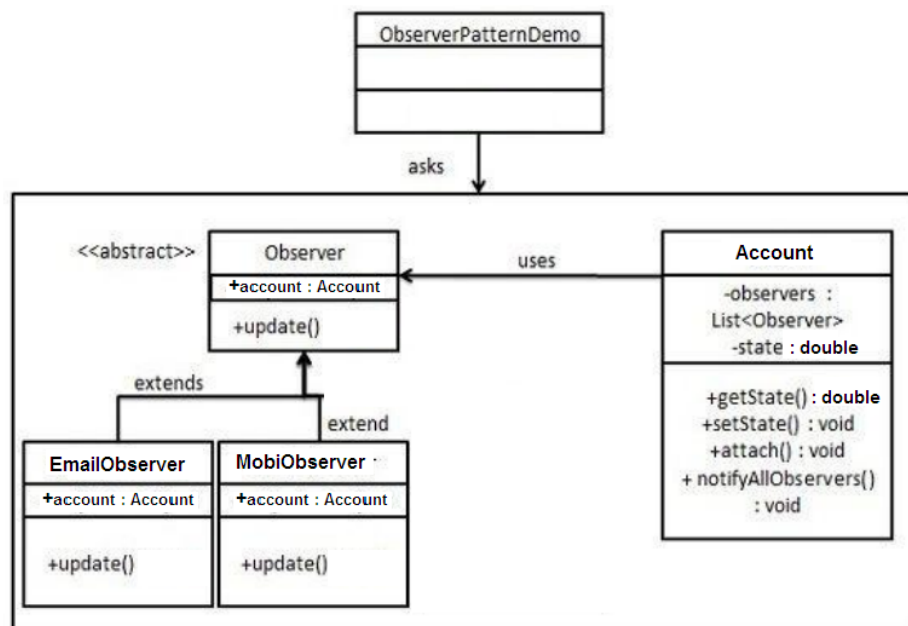 ObserverPatternDemo
asks
<<abstract>>
Observer
+account : Account
+update()
uses
Account
-observers :
List<Observer>
-state : double
+getState() : double
+setState() : void
+attach() : void
+ notifyAllObservers()
: void
extends
extend
EmailObserver
+account : Account
+update()
MobiObserver
+account : Account
+update()